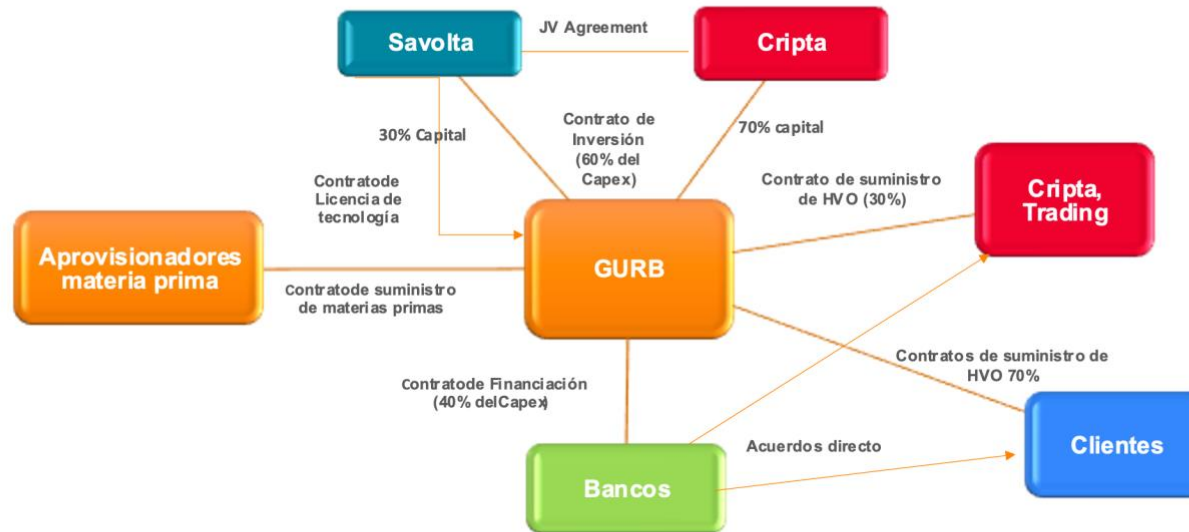 Savolta
JV Agreement
Cripta
30% Capital
Contrato de
Inversión
(60% del
Capex)
70% capital
Contratode
Licencia de
tecnología
Contrato de suministro
de HVO (30%)
Cripta,
Trading
Aprovisionadores
materia prima
GURB
Contratode suministro
de materias primas
Contratos de suministro de
HVO 70%
Contratode Financiación
(40% delCapex)
Acuerdos directo
Clientes
Bancos